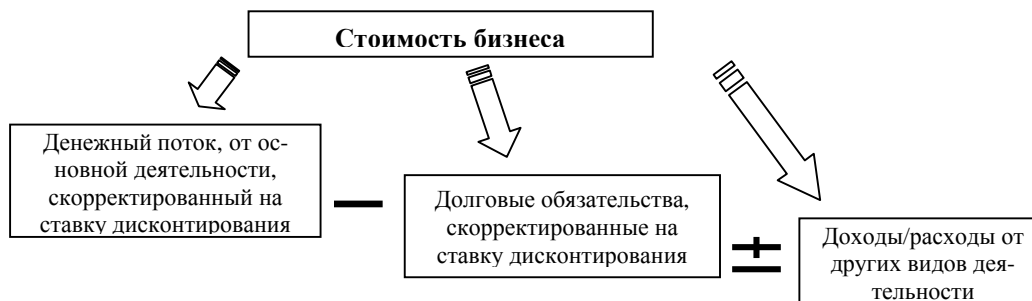 Стоимость бизнеса
Денежный поток, от ос-
новной деятельности,
скорректированный на
ставку дисконтирования
Долговые обязательства,
скорректированные на
ставку дисконтирования
Доходы/расходы от
других видов дея-
тельности